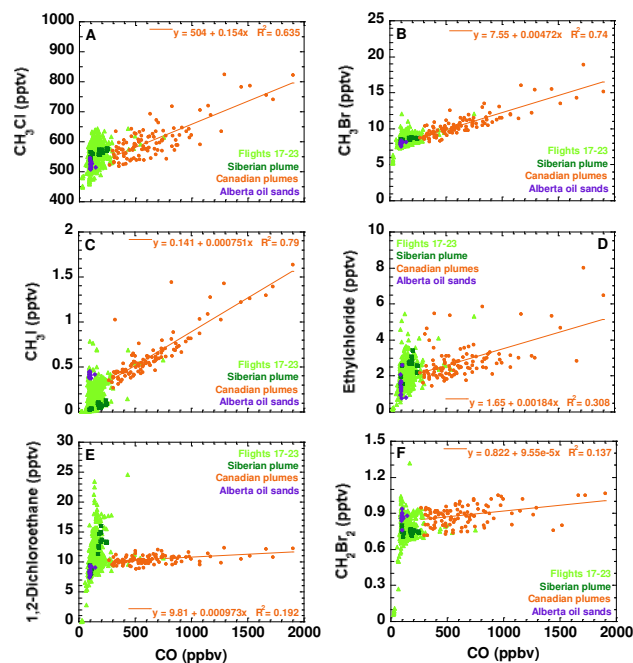 A
y = 504 + 0.154x R²= 0.635
CH₃Cl (pptv)
1000
900
800
700
600
500
400
Flights 17-23
Siberian plume
Canadian plumes
Alberta oil sands
B
y = 7.55 + 0.00472x R²= 0.74
CH₃Br (pptv)
25
20
15
10
5
0
Flights 17-23
Siberian plume
Canadian plumes
Alberta oil sands
C
y = 0.141 + 0.000751x R²= 0.79
CH₃I (pptv)
2
1.5
1
0.5
0
Flights 17-23
Siberian plume
Canadian plumes
Alberta oil sands
D
Flights 17-23
Siberian plume
Canadian plumes
Alberta oil sands
Ethylchloride (pptv)
10
8
6
4
2
0
y = 1.65 + 0.00184x R²= 0.308
E
Flights 17-23
Siberian plume
Canadian plumes
Alberta oil sands
1,2-Dichloroethane (pptv)
30
25
20
15
10
5
0
y = 9.81 + 0.000973x R²= 0.192
0 500 1000 1500 2000
CO (ppbv)
F
y = 0.822 + 9.55e-5x R²= 0.137
CH₂Br₂ (pptv)
1.5
1.2
0.9
0.6
0.3
0
Flights 17-23
Siberian plume
Canadian plumes
Alberta oil sands
0 500 1000 1500 2000
CO (ppbv)